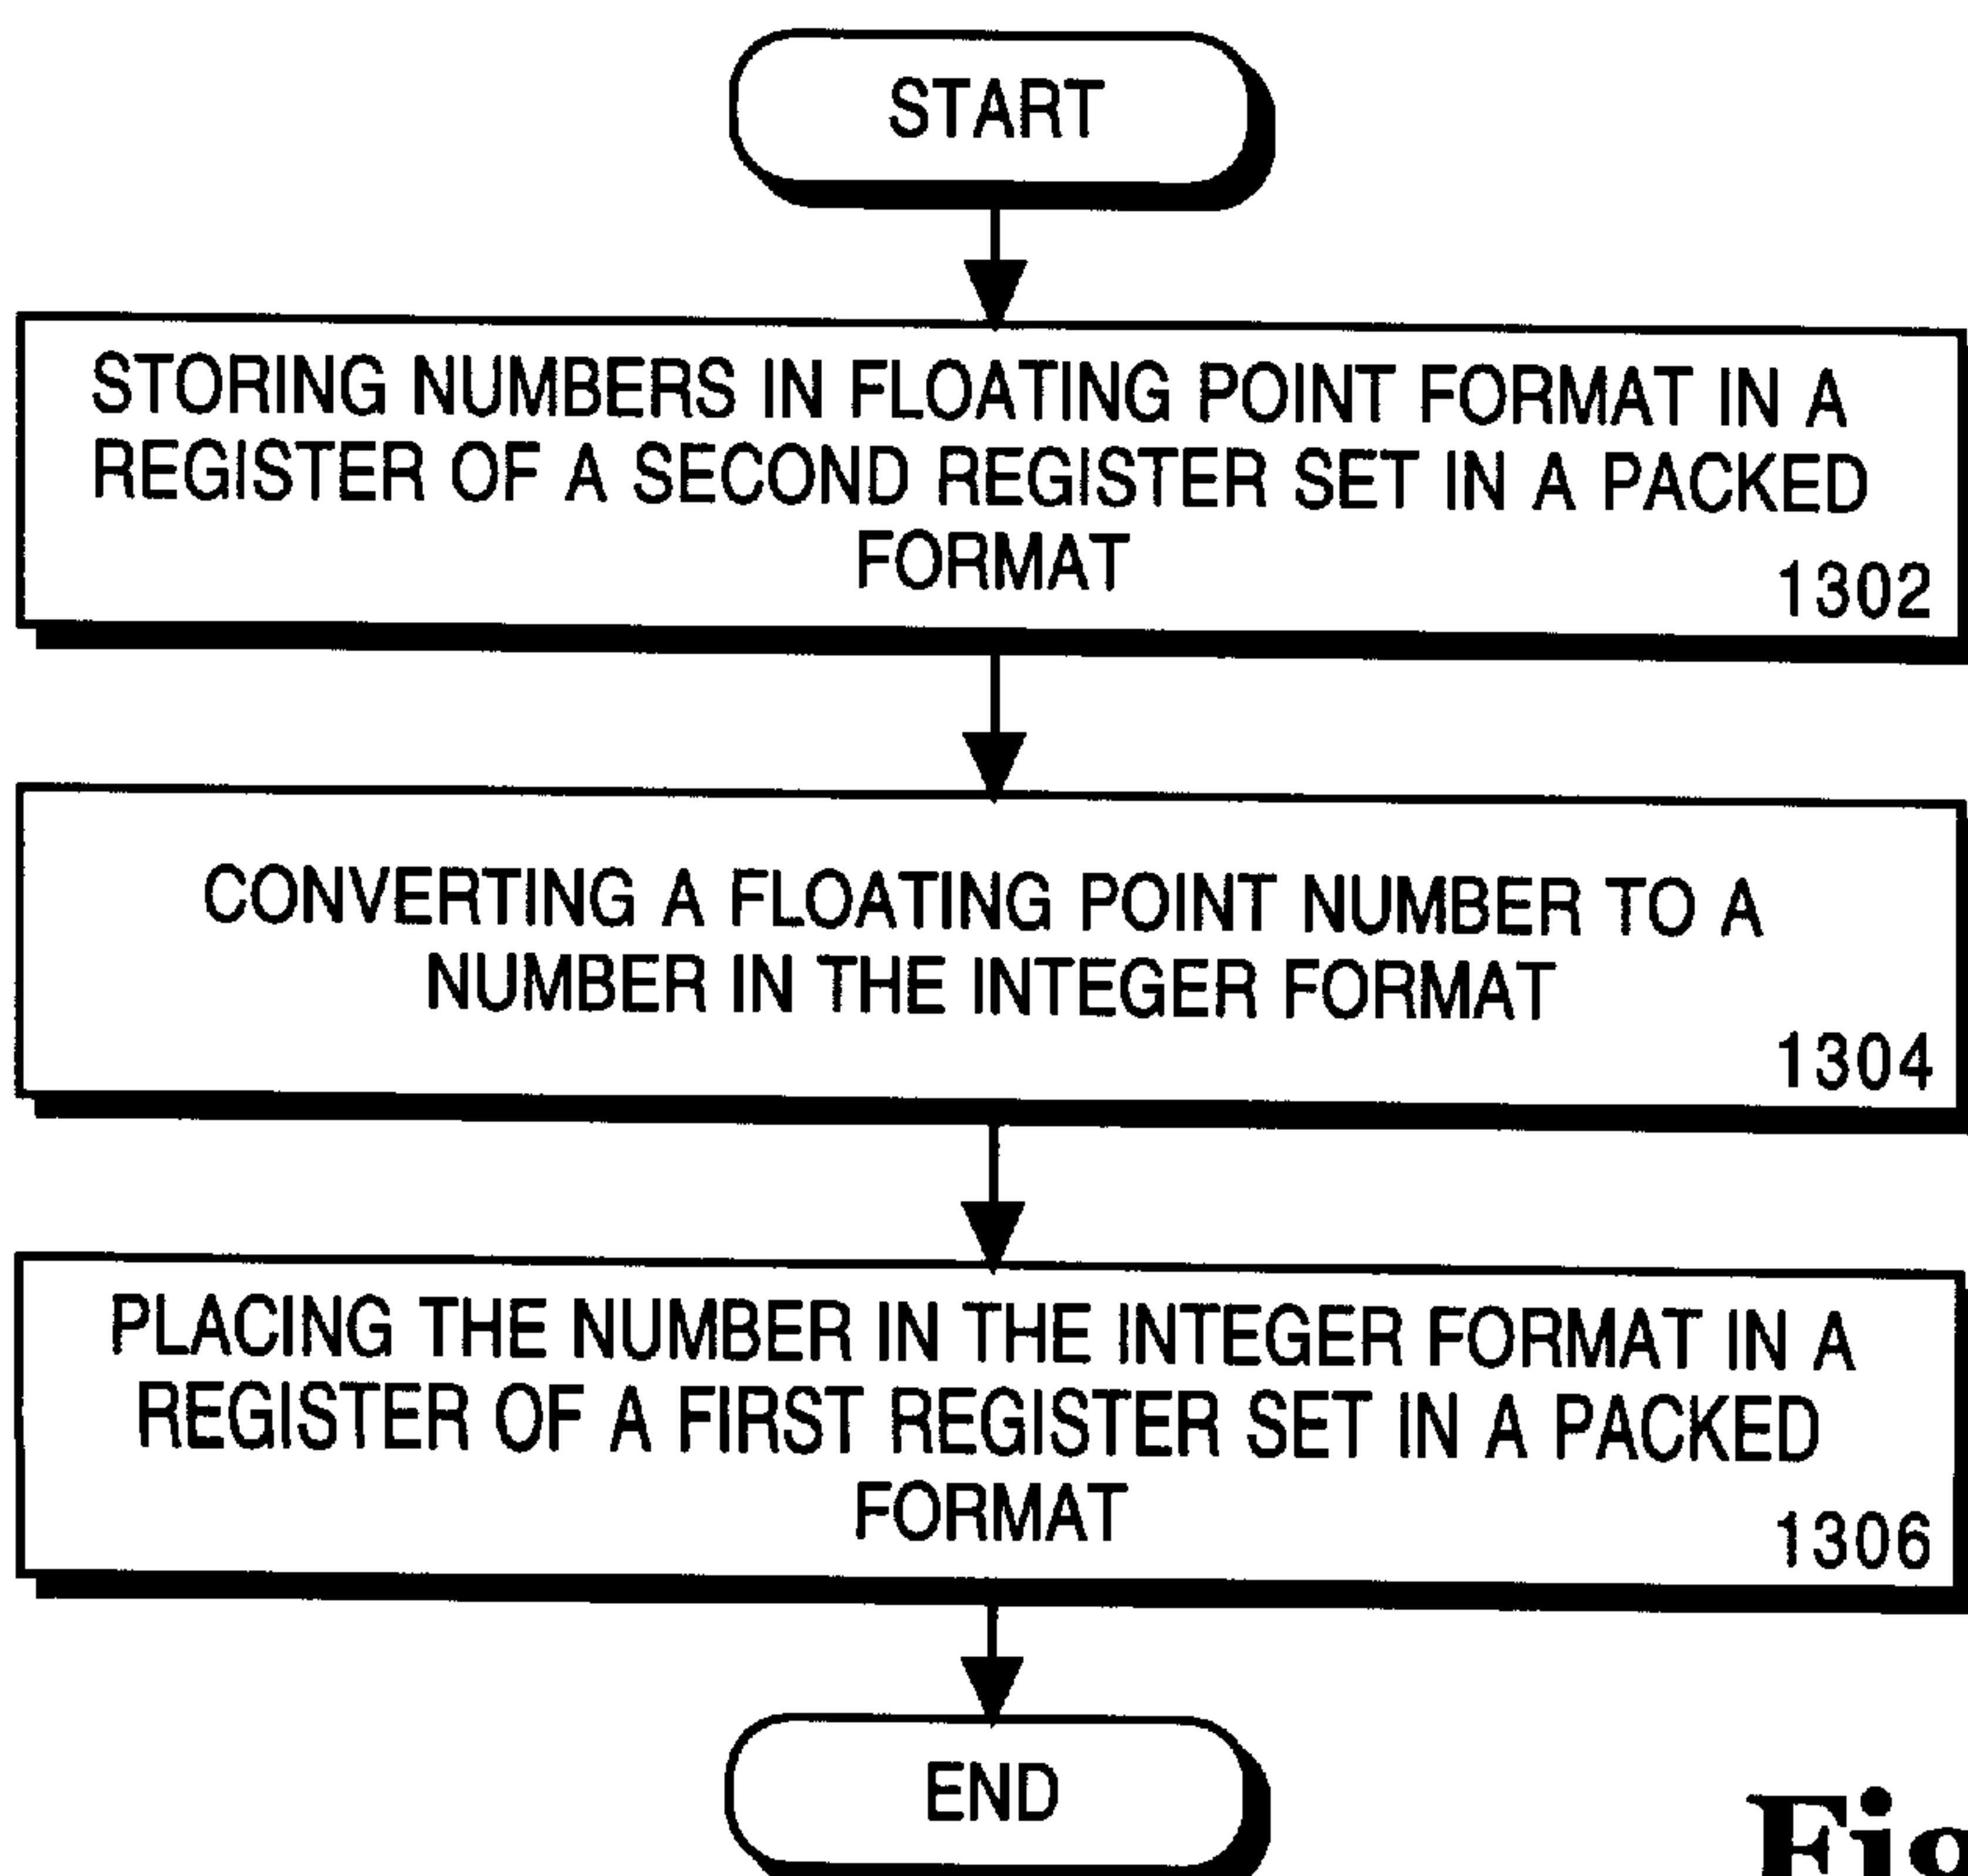 START
STORING NUMBERS IN FLOATING POINT FORMAT IN A
REGISTER OF A SECOND REGISTER SET IN A PACKED
FORMAT
1302
CONVERTING A FLOATING POINT NUMBER TO A
NUMBER IN THE INTEGER FORMAT
1304
PLACING THE NUMBER IN THE INTEGER FORMAT IN A
REGISTER OF A FIRST REGISTER SET IN A PACKED
FORMAT
1306
END